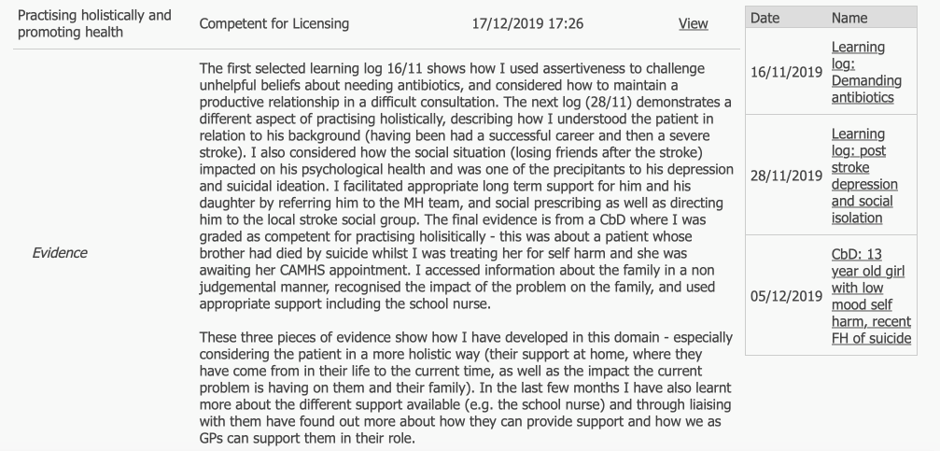 Practising holistically and
promoting health
Competent for Licensing
17/12/2019 17:26
View
Evidence
The first selected learning log 16/11 shows how I used assertiveness to challenge
unhelpful beliefs about needing antibiotics, and considered how to maintain a
productive relationship in a difficult consultation. The next log (28/11) demonstrates a
different aspect of practising holistically, describing how I understood the patient in
relation to his background (having been had a successful career and then a severe
stroke). I also considered how the social situation (losing friends after the stroke)
impacted on his psychological health and was one of the precipitants to his depression
and suicidal ideation. I facilitated appropriate long term support for him and his
daughter by referring him to the MH team, and social prescribing as well as directing
him to the local stroke social group. The final evidence is from a CbD where I was
graded as competent for practising holisitically - this was about a patient whose
brother had died by suicide whilst I was treating her for self harm and she was
awaiting her CAMHS appointment. I accessed information about the family in a non
judgemental manner, recognised the impact of the problem on the family, and used
appropriate support including the school nurse.
These three pieces of evidence show how I have developed in this domain - especially
considering the patient in a more holistic way (their support at home, where they
have come from in their life to the current time, as well as the impact the current
problem is having on them and their family). In the last few months I have also learnt
more about the different support available (e.g. the school nurse) and through liaising
with them have found out more about how they can provide support and how we as
GPs can support them in their role.
Date Name
16/11/2019
Learning
log:
Demanding
antibiotics
28/11/2019
Learning
log: post
stroke
depression
and social
isolation
05/12/2019
CbD: 13
year old girl
with low
mood self
harm, recent
FH of suicide